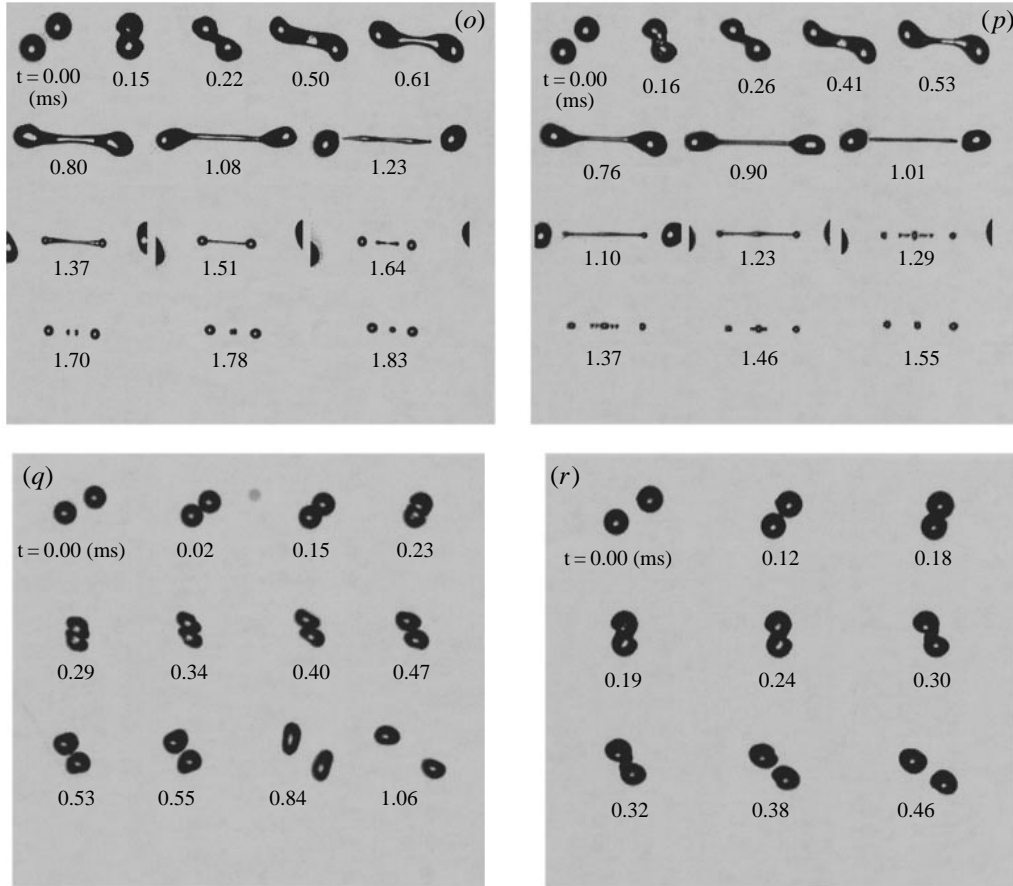 (o)
t = 0.00 0.15 0.22 0.50 0.61
(ms)
0.80 1.08 1.23
1.37 1.51 1.64
1.70 1.78 1.83
(p)
t = 0.00 0.16 0.26 0.41 0.53
(ms)
0.76 0.90 1.01
1.10 1.23 1.29
1.37 1.46 1.55
(q)
t = 0.00 (ms) 0.02 0.15 0.23
0.29 0.34 0.40 0.47
0.53 0.55 0.84 1.06
(r)
t = 0.00 (ms) 0.12 0.18
0.19 0.24 0.30
0.32 0.38 0.46